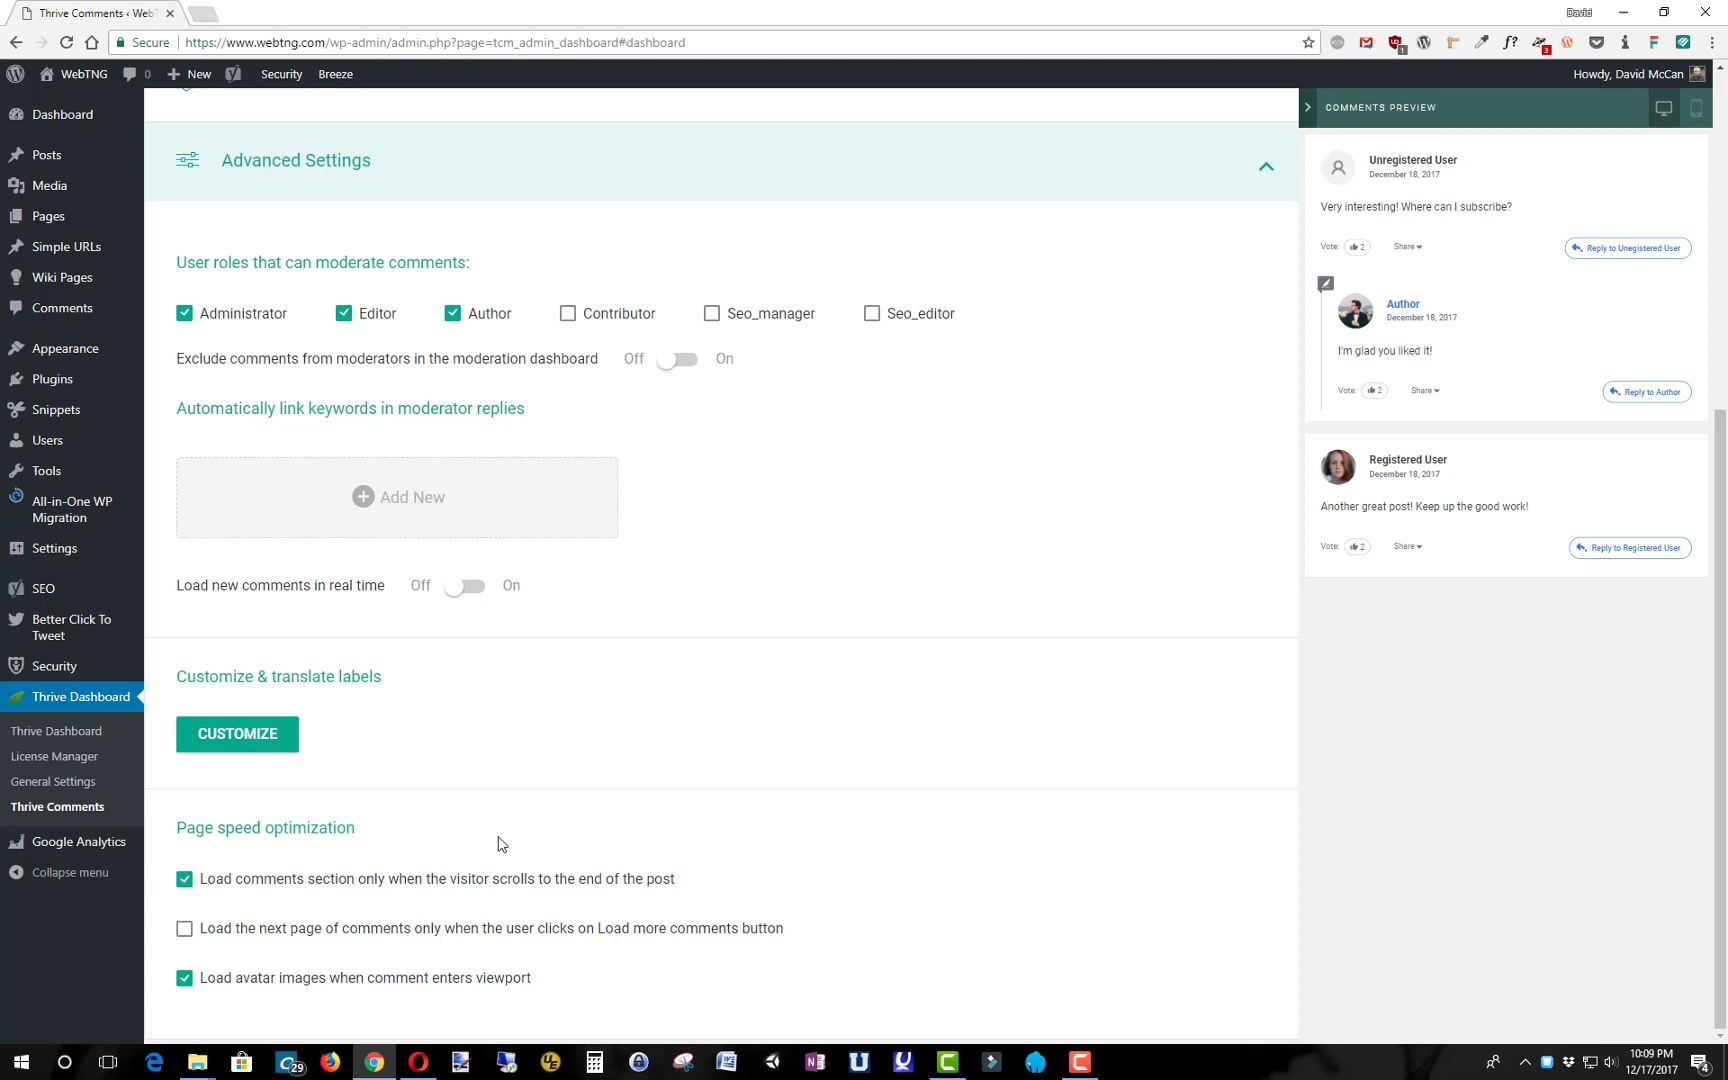 Thrive Comments ‹ WebT
David
Secure
https://www.webtng.com/wp-admin/admin.php?page=tcm_admin_dashboard#dashboard
1
f?
3
WebTNG
0
New
Security
Breeze
Howdy, David McCan
Dashboard
Posts
Media
Pages
Simple URLs
Wiki Pages
Comments
Appearance
Plugins
Snippets
Users
Tools
All-in-One WP
Migration
Settings
SEO
Better Click To
Tweet
Security
Thrive Dashboard
Thrive Dashboard
License Manager
General Settings
Thrive Comments
Google Analytics
Collapse menu
Advanced Settings
User roles that can moderate comments:
Administrator
Editor
Author
Contributor
Seo_manager
Seo_editor
Exclude comments from moderators in the moderation dashboard
Off
On
Automatically link keywords in moderator replies
Add New
Load new comments in real time
Off
On
Customize & translate labels
CUSTOMIZE
Page speed optimization
Load comments section only when the visitor scrolls to the end of the post
Load the next page of comments only when the user clicks on Load more comments button
Load avatar images when comment enters viewport
COMMENTS PREVIEW
Unregistered User
December 18, 2017
Very interesting! Where can I subscribe?
Vote:
2
Share
Reply to Unegistered User
Author
December 18, 2017
I'm glad you liked it!
Vote:
2
Share
Reply to Author
Registered User
December 18, 2017
Another great post! Keep up the good work!
Vote:
2
Share
Reply to Registered User
29
10:09 PM
12/17/2017
4